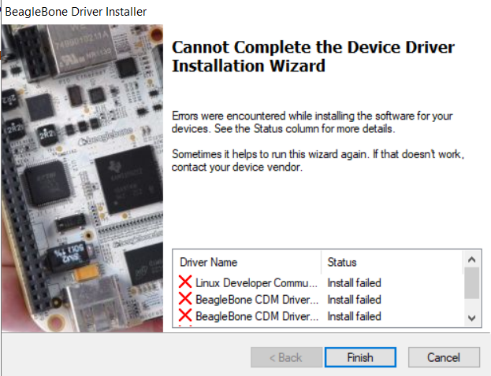 BeagleBone Driver Installer
Cannot Complete the Device Driver
Installation Wizard
Errors were encountered while installing the software for your
devices. See the Status column for more details.
Sometimes it helps to run this wizard again. If that doesn't work,
contact your device vendor.
Driver Name Status
Linux Developer Commu... Install failed
BeagleBone CDM Driver... Install failed
BeagleBone CDM Driver... Install failed
< Back Finish Cancel